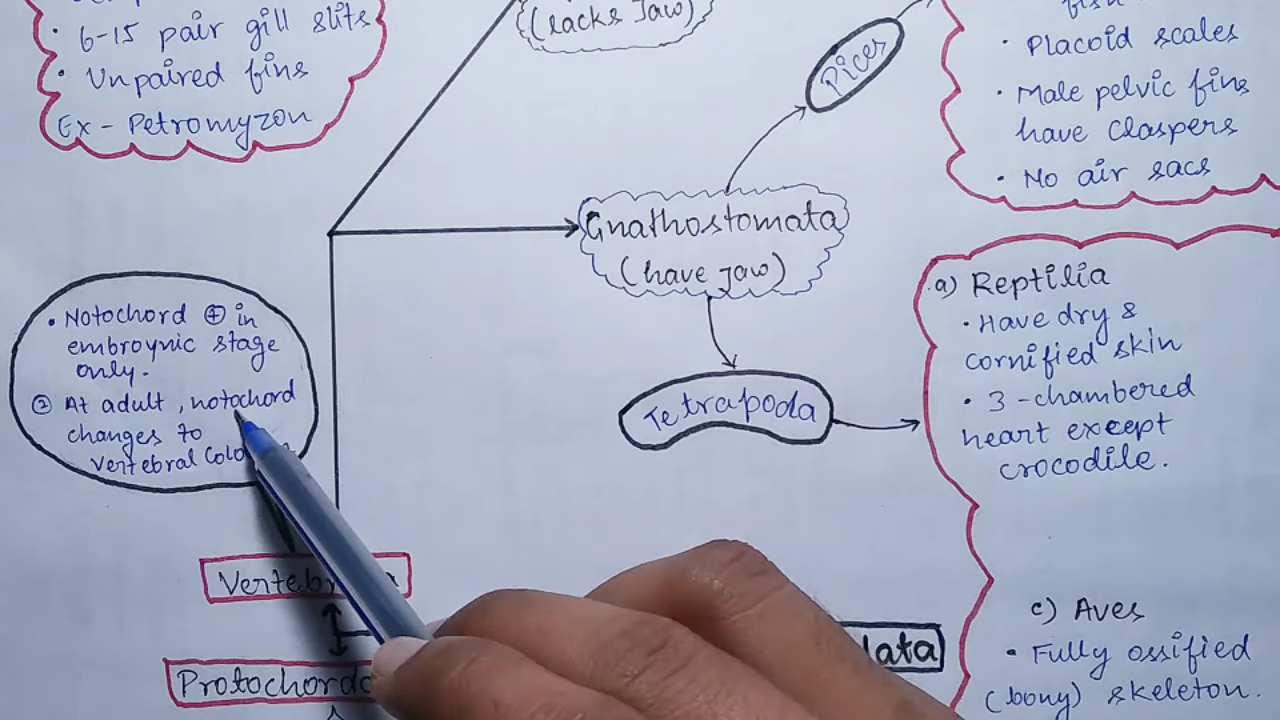 • 6-15 pair gill slits
• Unpaired fins
Ex - Petromyzon
(lacks Jaw)
Pices
• Placoid scales
• Male pelvic fins
have Claspers
• No air sacs
Gnathostomata
(have jaw)
• Notochord ⊕ in
embroynic stage
only.
② At adult, notochord
changes to
Vertebral
Tetrapoda
a) Reptilia
• Have dry &
cornified skin
• 3-chambered
heart except
crocodile.
c) Aves
• Fully ossified
(bony) skeleton.